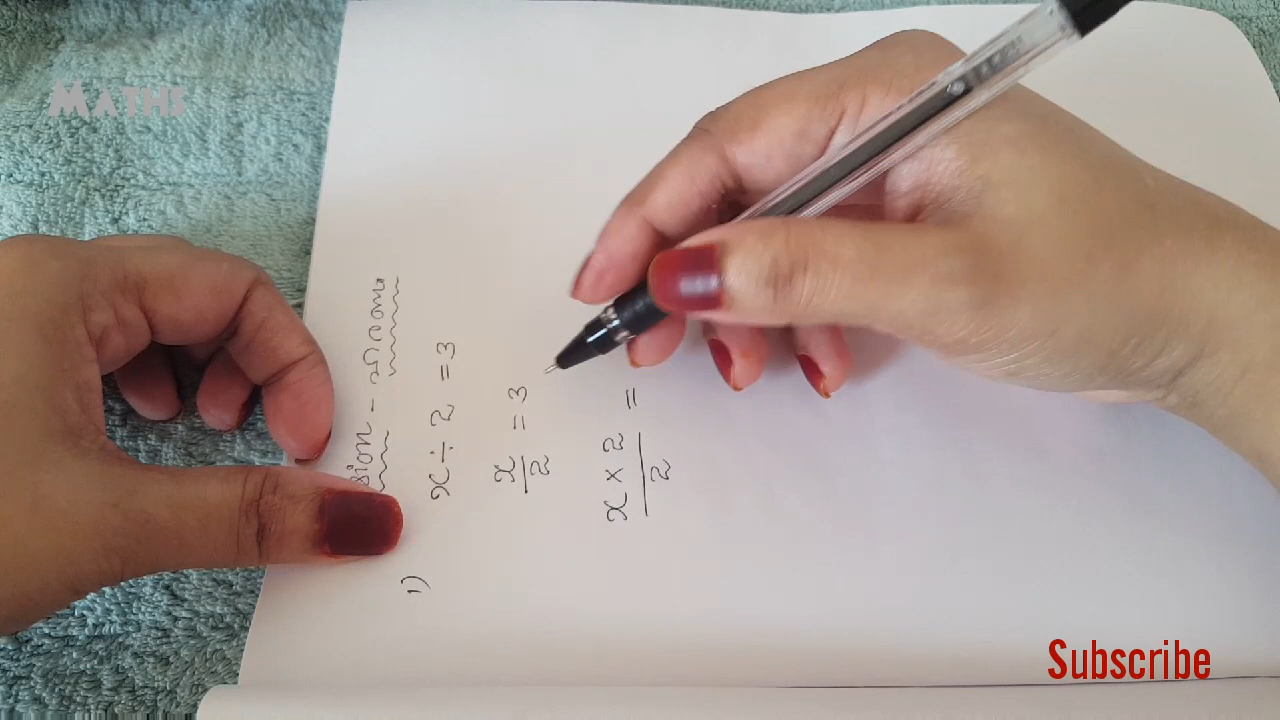 MATHS
sion -
1)
x ÷ 2 = 3
x/2 = 3
x × 2 / 2 =
Subscribe